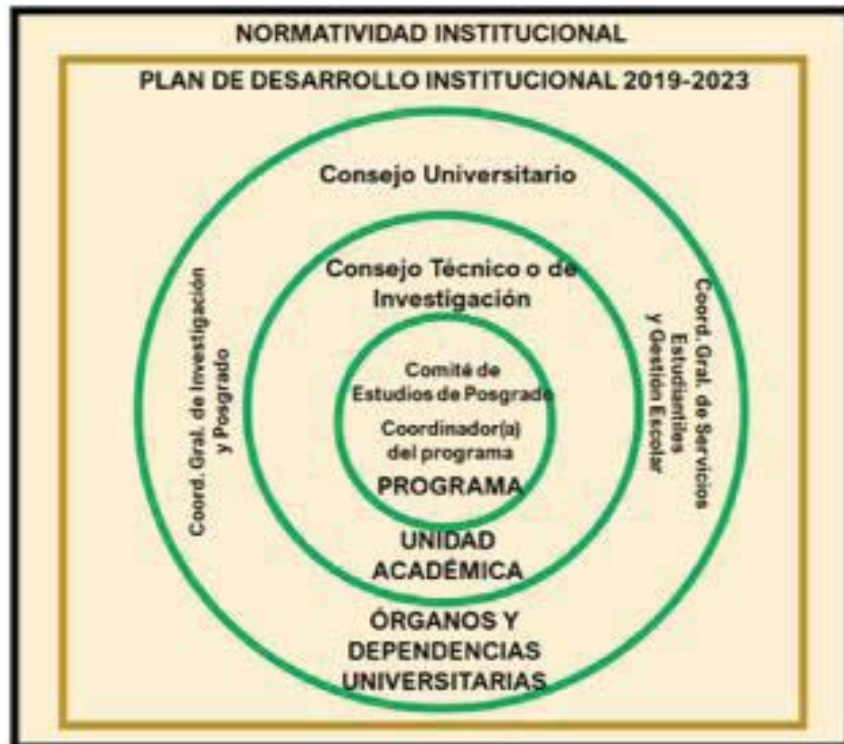 NORMATIVIDAD INSTITUCIONAL
PLAN DE DESARROLLO INSTITUCIONAL 2019-2023
Consejo Universitario
Consejo Técnico o de
Investigación
Coord. Gral. de Investigación
y Posgrado
Comité de
Estudios de Posgrado
Coordinador(a)
del programa
PROGRAMA
Coord. Gral. de Servicios
Estudiantiles
y Gestión Escolar
UNIDAD
ACADÉMICA
ÓRGANOS Y
DEPENDENCIAS
UNIVERSITARIAS